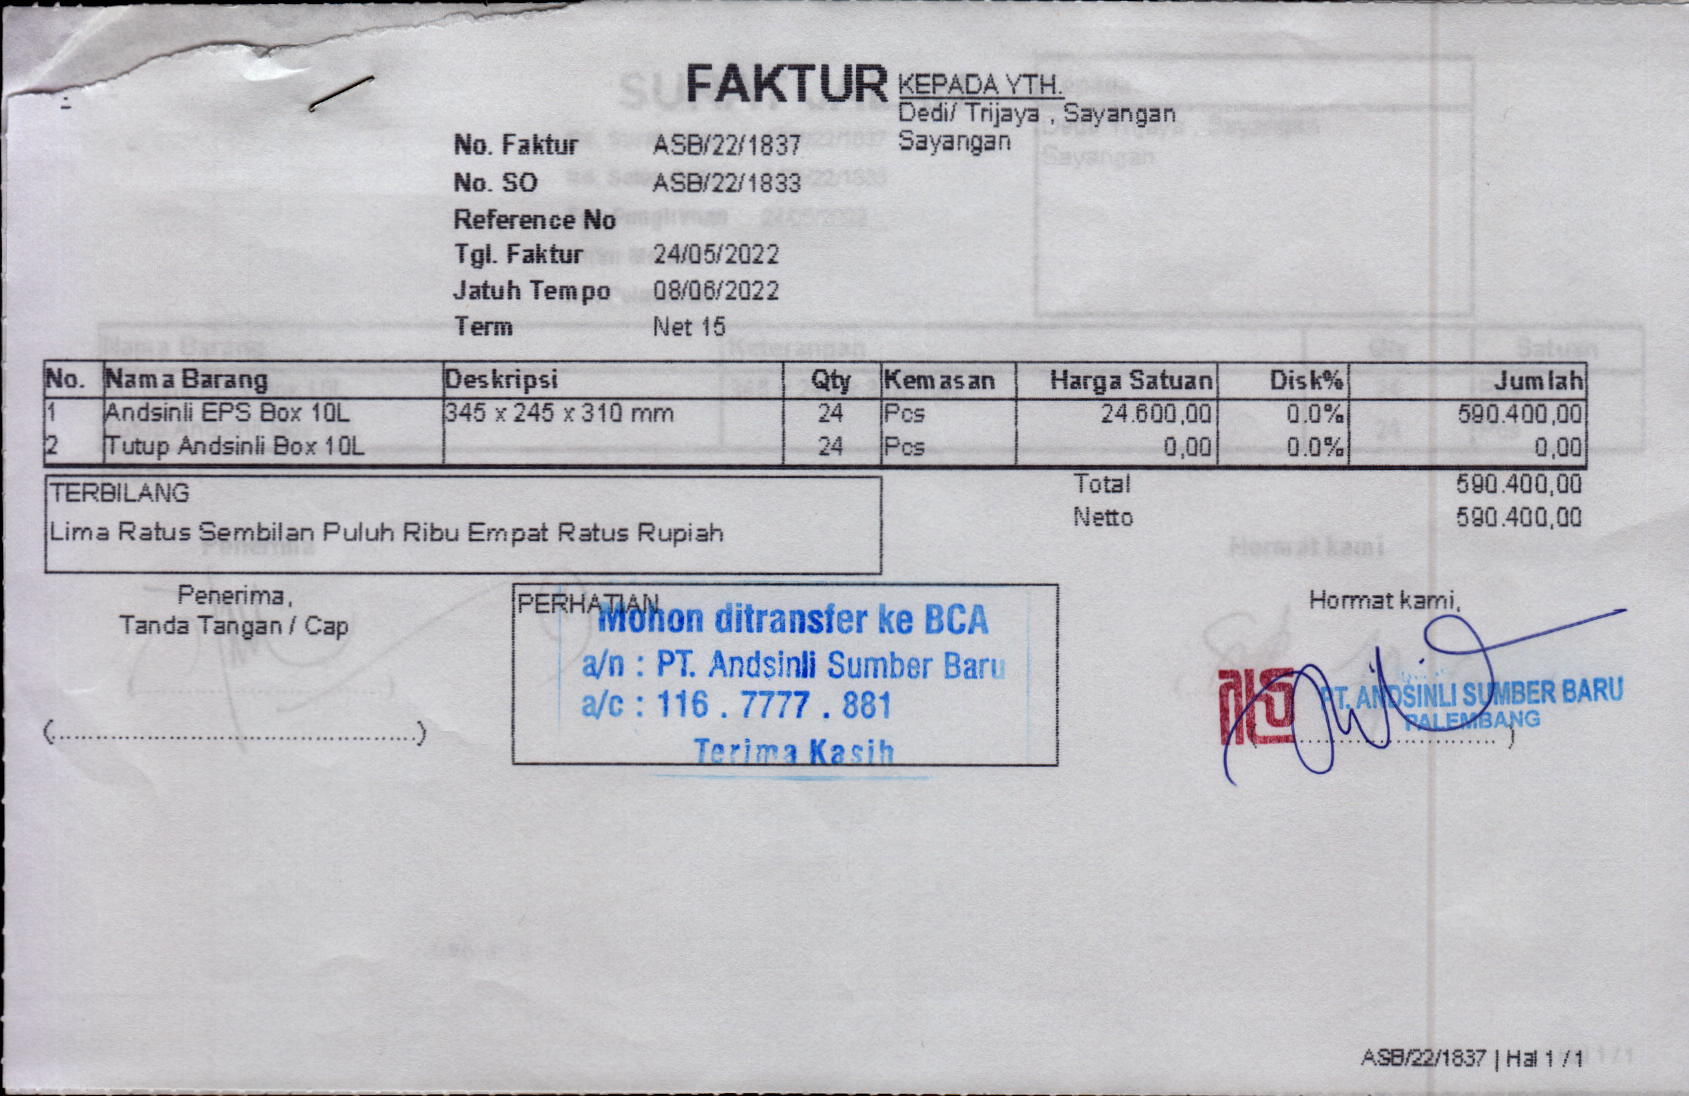 FAKTUR
KEPADA YTH.
Dedi/ Trijaya , Sayangan
Sayangan
No. Faktur ASB/22/1837
No. SO ASB/22/1833
Reference No
Tgl. Faktur 24/05/2022
Jatuh Tempo 08/06/2022
Term Net 15
No. Nama Barang Deskripsi Qty Kemasan Harga Satuan Disk% Jumlah
1 Andsinli EPS Box 10L 345 x 245 x 310 mm 24 Pcs 24.600,00 0.0% 590.400,00
2 Tutup Andsinli Box 10L 24 Pcs 0,00 0.0% 0,00
Total 590.400,00
Netto 590.400,00
TERBILANG
Lima Ratus Sembilan Puluh Ribu Empat Ratus Rupiah
Penerima,
Tanda Tangan / Cap
(..........................................................)
PERHATIAN
Mohon ditransfer ke BCA
a/n : PT. Andsinli Sumber Baru
a/c : 116 . 7777 . 881
Terima Kasih
Hormat kami,
PT. ANDSINLI SUMBER BARU
PALEMBANG
ASB/22/1837 | Hal 1 / 1